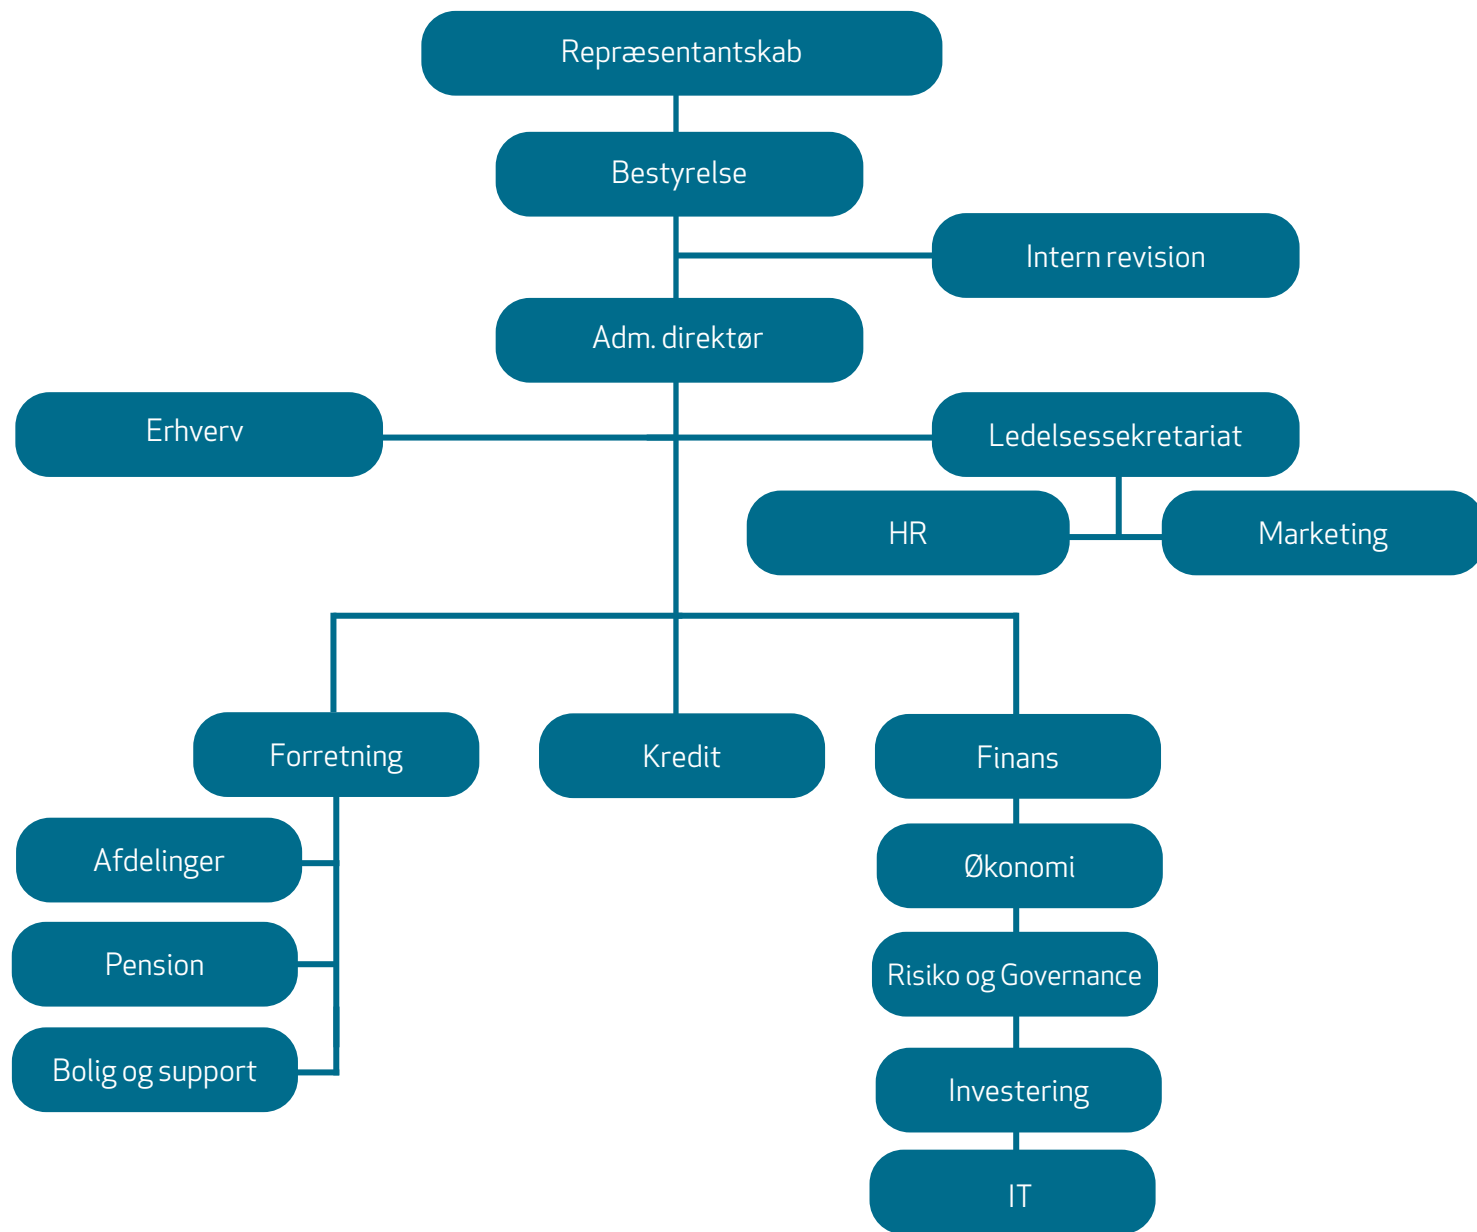 Repræsentantskab
Bestyrelse
Intern revision
Adm. direktør
Erhverv
Ledelsessekretariat
HR
Marketing
Forretning
Kredit
Finans
Afdelinger
Økonomi
Pension
Risiko og Governance
Bolig og support
Investering
IT